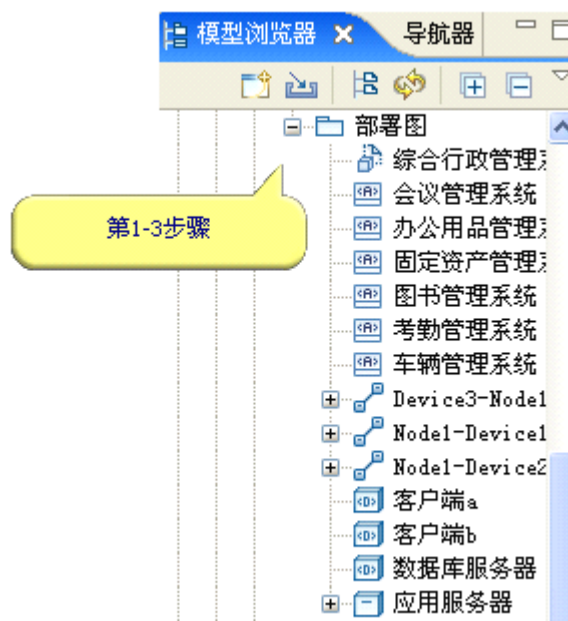 模型浏览器 导航器
部署图
综合行政管理
会议管理系统
办公用品管理
固定资产管理
图书管理系统
考勤管理系统
车辆管理系统
Device3-Node1
Node1-Device1
Node1-Device2
客户端a
客户端b
数据库服务器
应用服务器
第1-3步骤